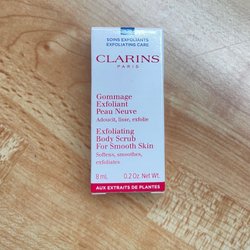 SOINS EXFOLIANTS
EXFOLIATING CARE
CLARINS
PARIS
Gommage
Exfoliant
Peau Neuve
Adoucit, lisse, exfolie
Exfoliating
Body Scrub
For Smooth Skin
Softens, smoothes,
exfoliates
8 mL 0.2 Oz. Net Wt.
AUX EXTRAITS DE PLANTES